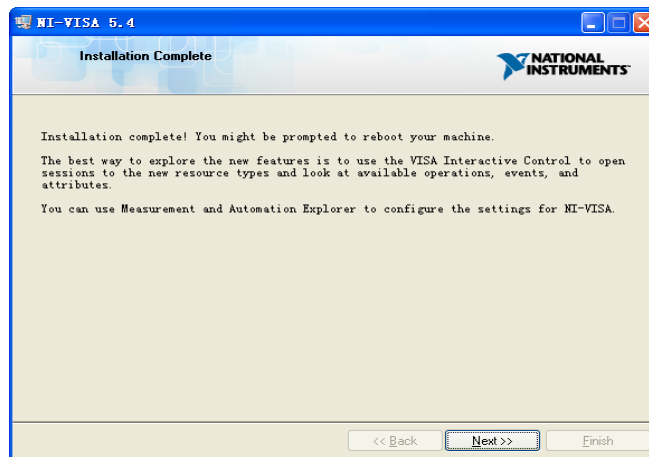 NI-VISA 5.4
Installation Complete
NATIONAL
INSTRUMENTS™
Installation complete! You might be prompted to reboot your machine.
The best way to explore the new features is to use the VISA Interactive Control to open
sessions to the new resource types and look at available operations, events, and
attributes.
You can use Measurement and Automation Explorer to configure the settings for NI-VISA.
<< Back
Next >>
Finish